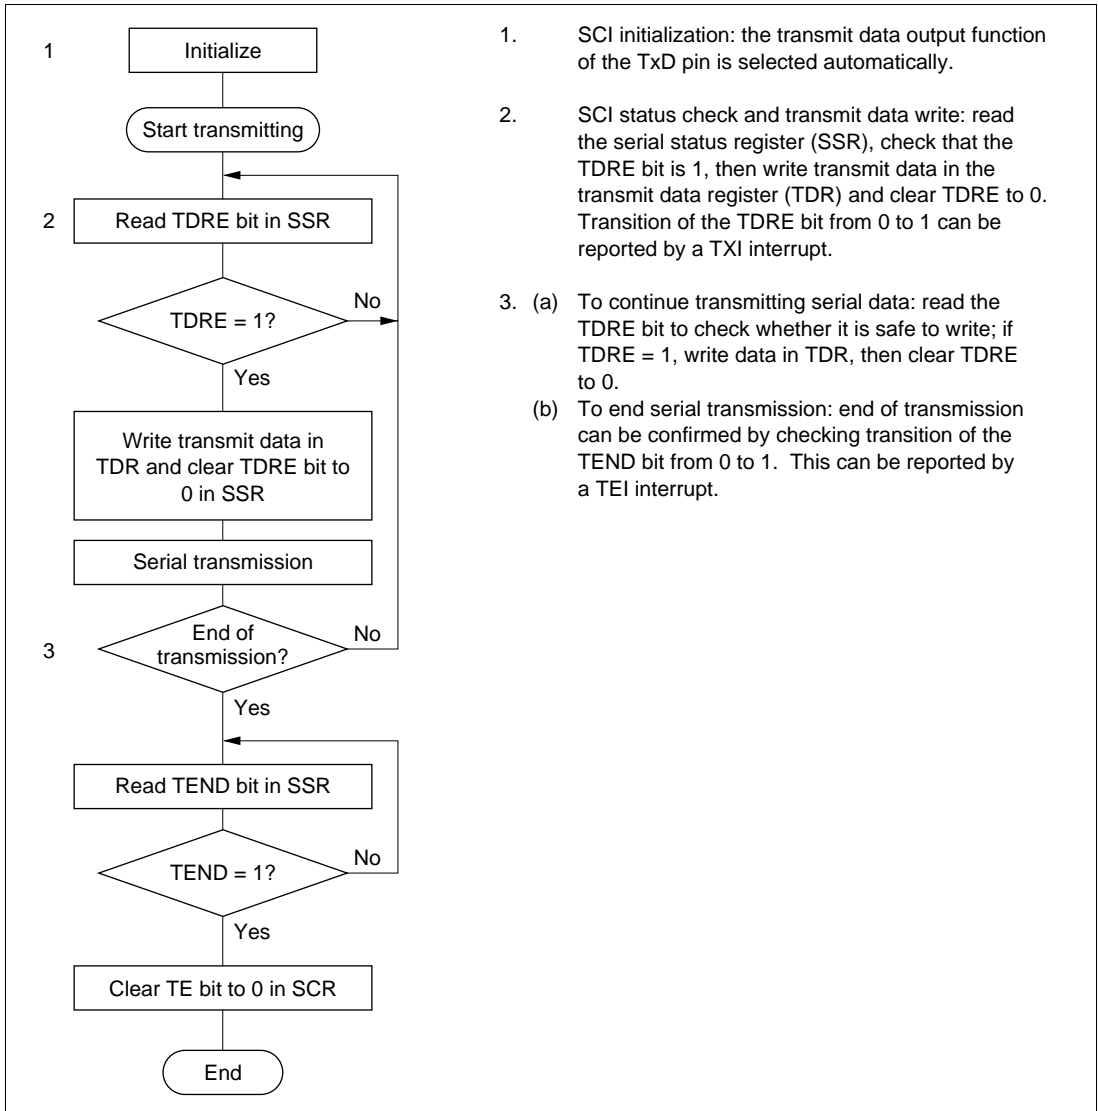 1
Initialize
Start transmitting
2
Read TDRE bit in SSR
TDRE = 1?
No
Yes
Write transmit data in
TDR and clear TDRE bit to
0 in SSR
Serial transmission
3
End of
transmission?
No
Yes
Read TEND bit in SSR
TEND = 1?
No
Yes
Clear TE bit to 0 in SCR
End
1. SCI initialization: the transmit data output function
of the TxD pin is selected automatically.
2. SCI status check and transmit data write: read
the serial status register (SSR), check that the
TDRE bit is 1, then write transmit data in the
transmit data register (TDR) and clear TDRE to 0.
Transition of the TDRE bit from 0 to 1 can be
reported by a TXI interrupt.
3. (a) To continue transmitting serial data: read the
TDRE bit to check whether it is safe to write; if
TDRE = 1, write data in TDR, then clear TDRE
to 0.
(b) To end serial transmission: end of transmission
can be confirmed by checking transition of the
TEND bit from 0 to 1. This can be reported by
a TEI interrupt.